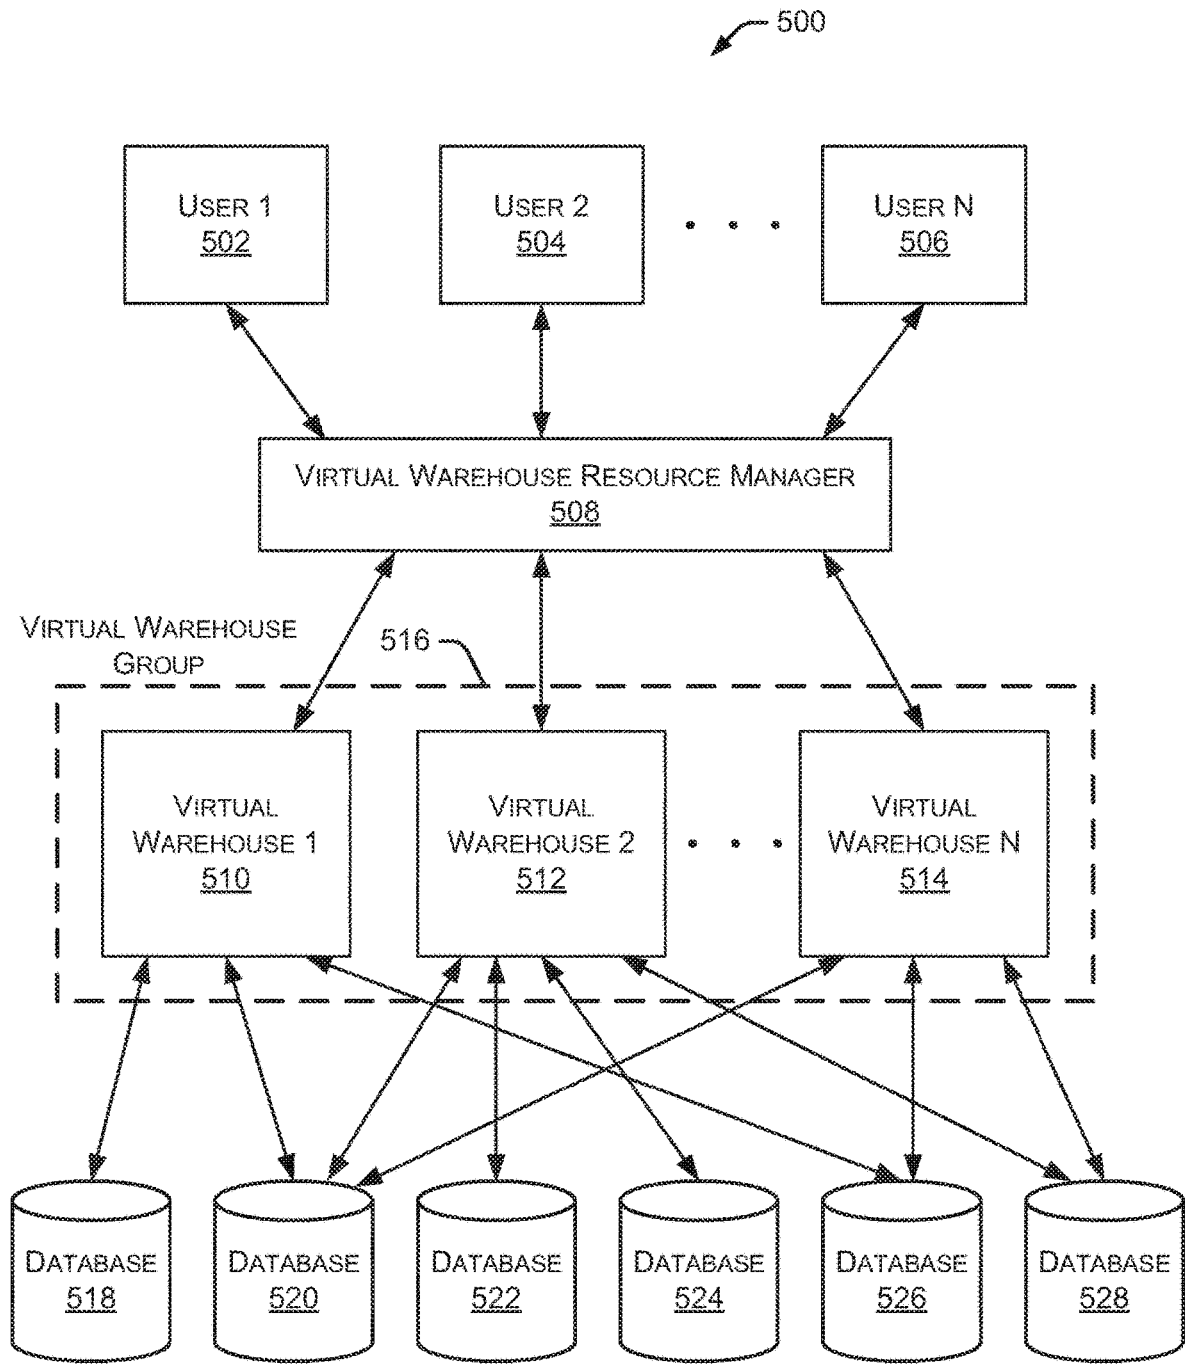 500
USER 1
502
USER 2
504
USER N
506
VIRTUAL WAREHOUSE RESOURCE MANAGER
508
VIRTUAL WAREHOUSE
GROUP
516
VIRTUAL
WAREHOUSE 1
510
VIRTUAL
WAREHOUSE 2
512
VIRTUAL
WAREHOUSE N
514
DATABASE
518
DATABASE
520
DATABASE
522
DATABASE
524
DATABASE
526
DATABASE
528